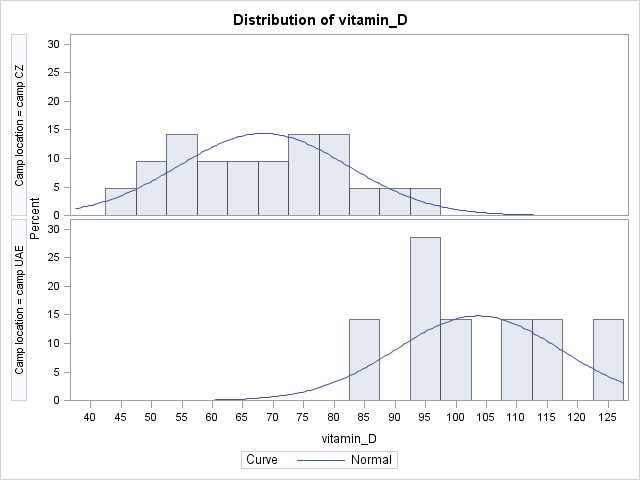 Distribution of vitamin_D
Camp location = camp CZ
30
25
20
15
10
5
0
Percent
Camp location = camp UAE
30
25
20
15
10
5
0
40 45 50 55 60 65 70 75 80 85 90 95 100 105 110 115 120 125
vitamin_D
Curve Normal